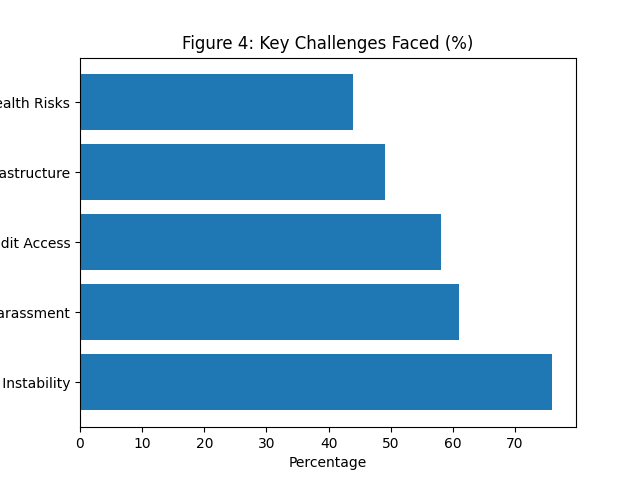 Figure 4: Key Challenges Faced (%)
ealth Risks
astructure
dit Access
arassment
Instability
0 10 20 30 40 50 60 70
Percentage